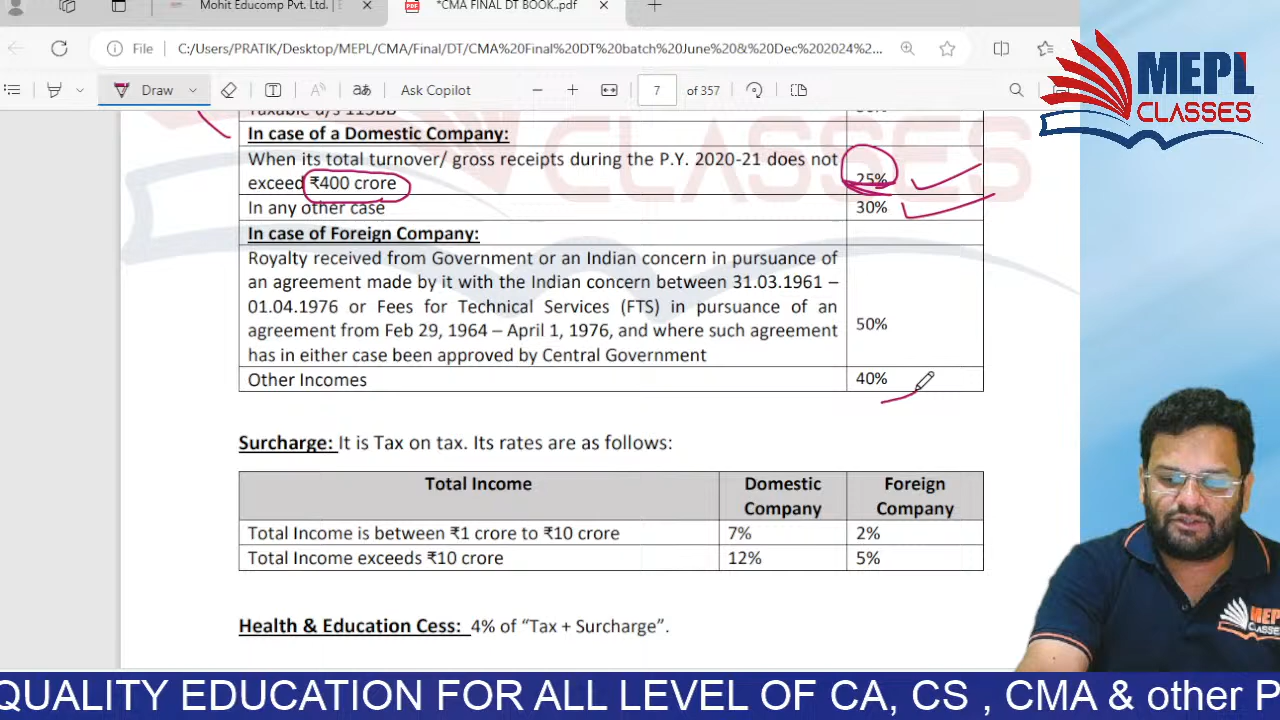 Mohit Educomp Pvt. Ltd. | E
*CMA FINAL DT BOOK..pdf
File
C:/Users/PRATIK/Desktop/MEPL/CMA/Final/DT/CMA%20Final%20DT%20batch%20June%20&%20Dec%202024%2...
Draw
Ask Copilot
7
of 357
MEPL
CLASSES
Taxable u/s 115BB
In case of a Domestic Company:
When its total turnover/ gross receipts during the P.Y. 2020-21 does not
exceed ₹400 crore
25%
In any other case
30%
In case of Foreign Company:
Royalty received from Government or an Indian concern in pursuance of
an agreement made by it with the Indian concern between 31.03.1961 –
01.04.1976 or Fees for Technical Services (FTS) in pursuance of an
agreement from Feb 29, 1964 – April 1, 1976, and where such agreement
has in either case been approved by Central Government
50%
Other Incomes
40%
CLASSES
Surcharge: It is Tax on tax. Its rates are as follows:
Total Income
Domestic
Company
Foreign
Company
Total Income is between ₹1 crore to ₹10 crore
7%
2%
Total Income exceeds ₹10 crore
12%
5%
Health & Education Cess: 4% of “Tax + Surcharge”.
MEPL
CLASSES
QUALITY EDUCATION FOR ALL LEVEL OF CA, CS , CMA & other P